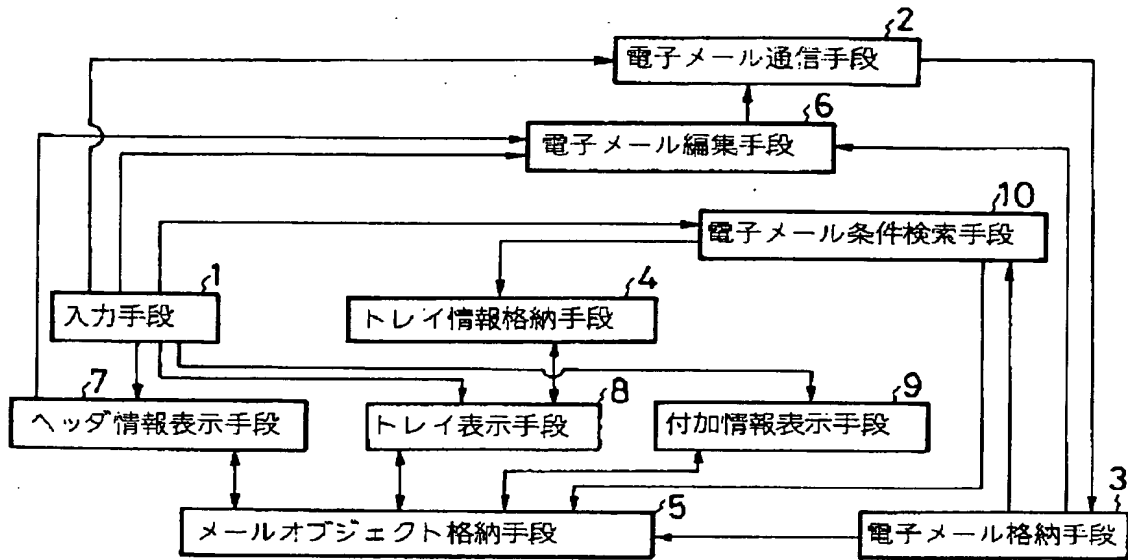 2
電子メール通信手段
6
電子メール編集手段
10
電子メール条件検索手段
1
入力手段
4
トレイ情報格納手段
7
ヘッダ情報表示手段
8
トレイ表示手段
9
付加情報表示手段
5
メールオブジェクト格納手段
3
電子メール格納手段